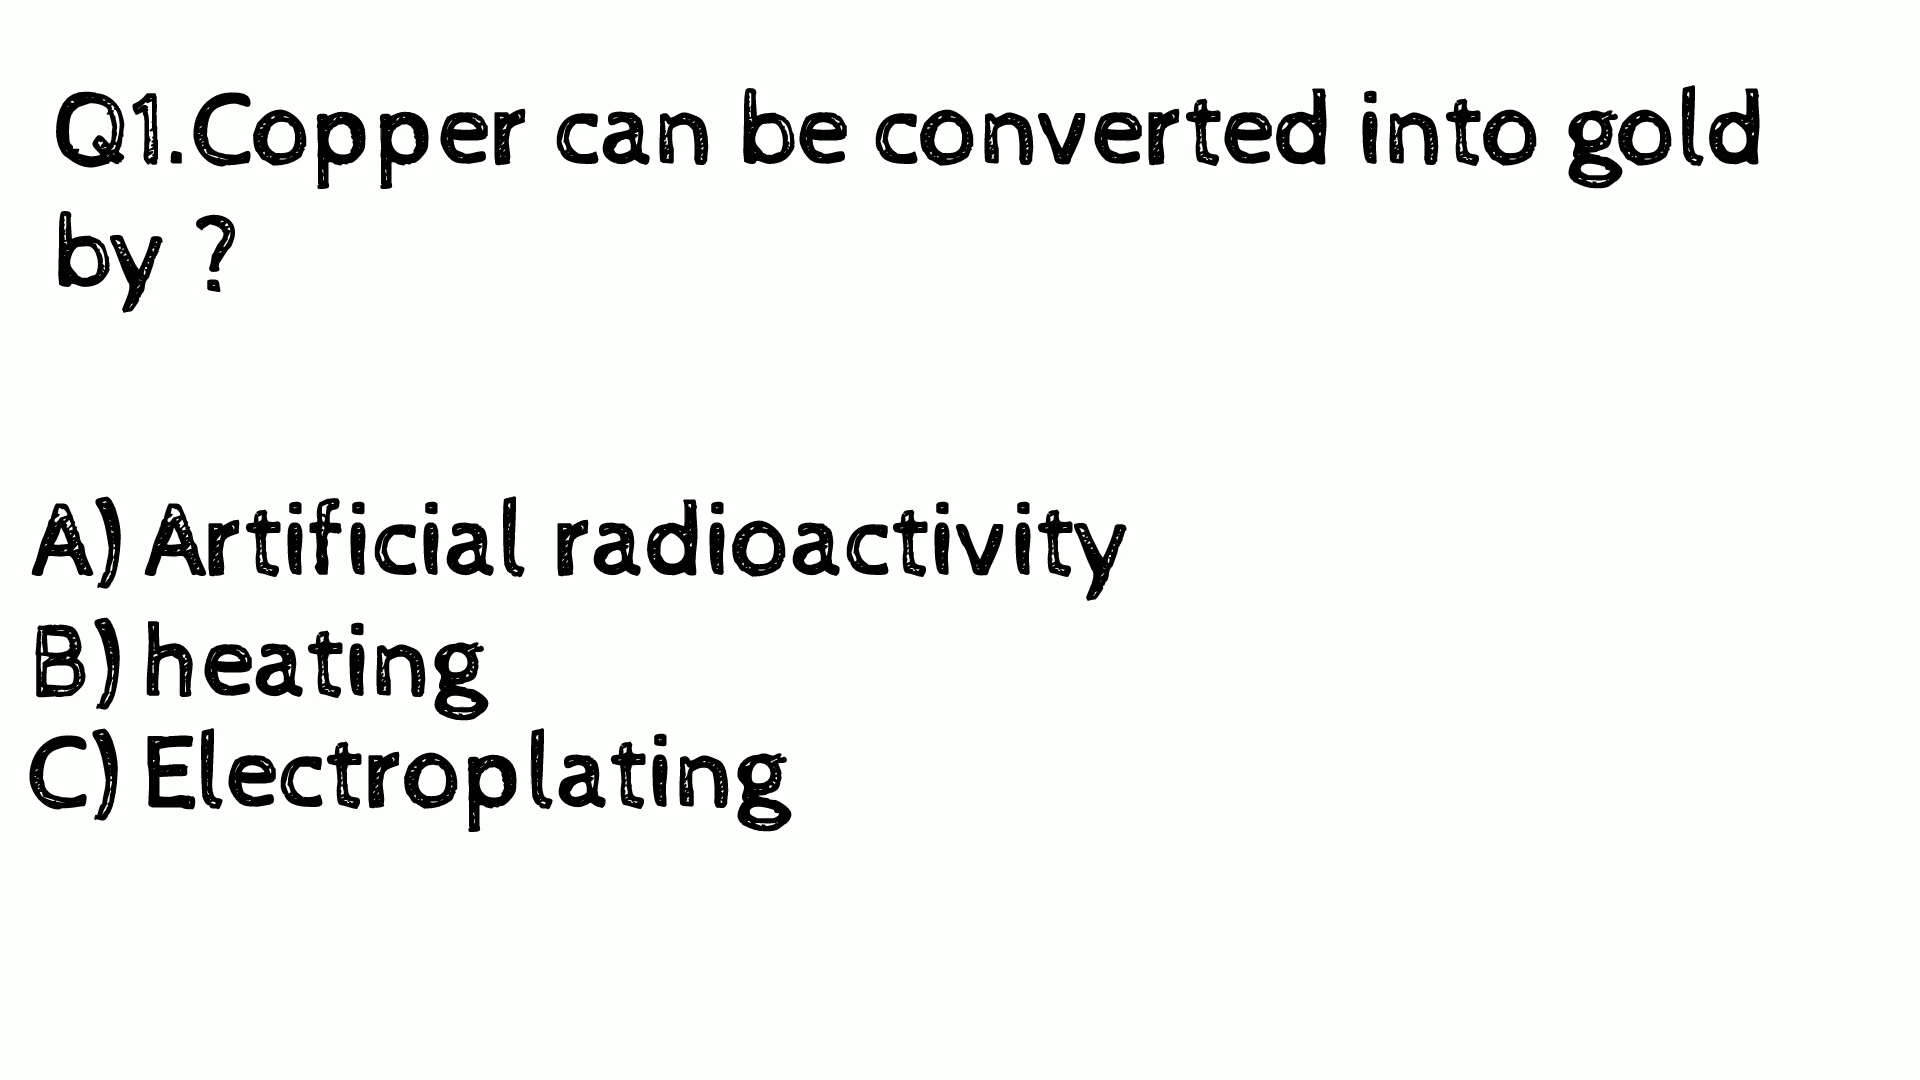 Q1.Copper can be converted into gold
by ?
A) Artificial radioactivity
B) heating
C) Electroplating